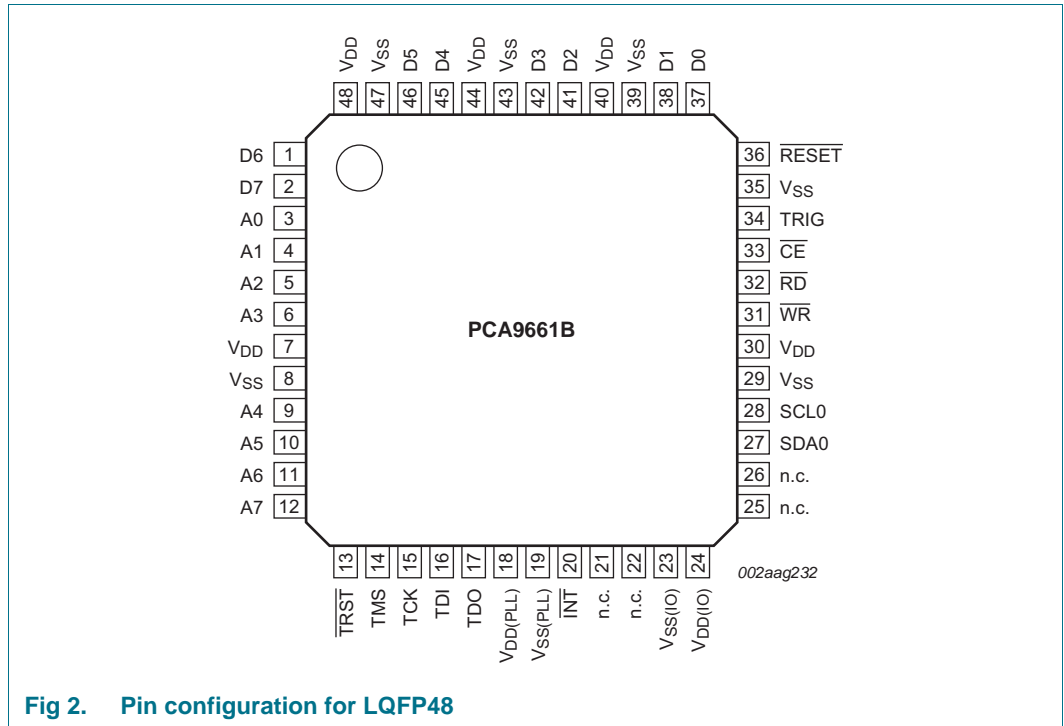 VDD VSS D5 D4 VDD VSS D3 D2 VDD VSS D1 D0
48 47 46 45 44 43 42 41 40 39 38 37
D6 1 36 RESET
D7 2 35 VSS
A0 3 34 TRIG
A1 4 33 CE
A2 5 32 RD
A3 6 31 WR
PCA9661B
VDD 7 30 VDD
VSS 8 29 VSS
A4 9 28 SCL0
A5 10 27 SDA0
A6 11 26 n.c.
A7 12 25 n.c.
13 14 15 16 17 18 19 20 21 22 23 24
TRST TMS TCK TDI TDO VDD(PLL) VSS(PLL) INT n.c. n.c. VSS(IO) VDD(IO)
002aag232
Fig 2. Pin configuration for LQFP48